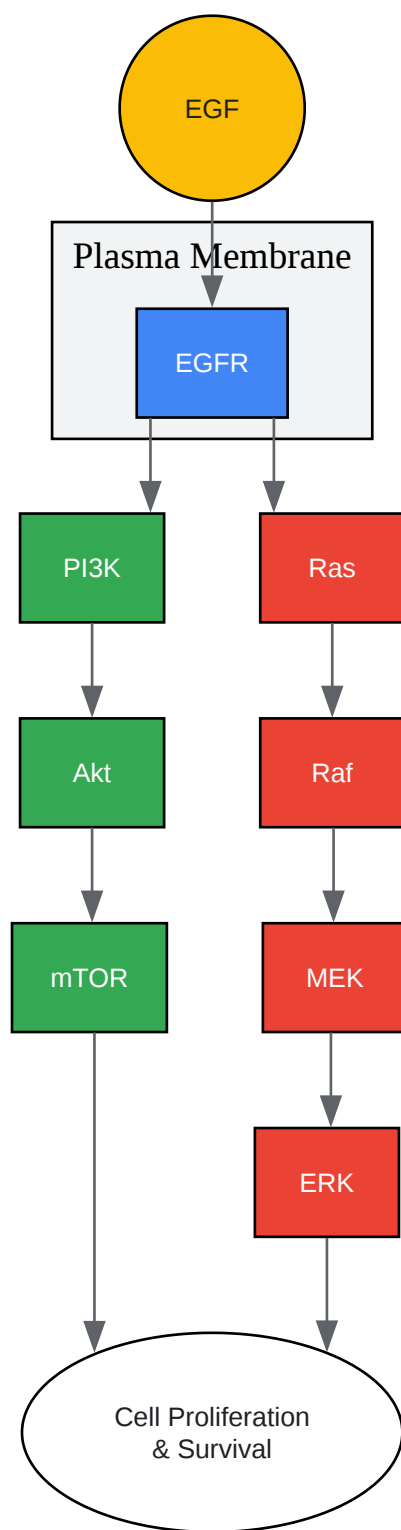 EGF
Plasma Membrane
EGFR
PI3K
Ras
Akt
Raf
mTOR
MEK
ERK
Cell Proliferation
& Survival